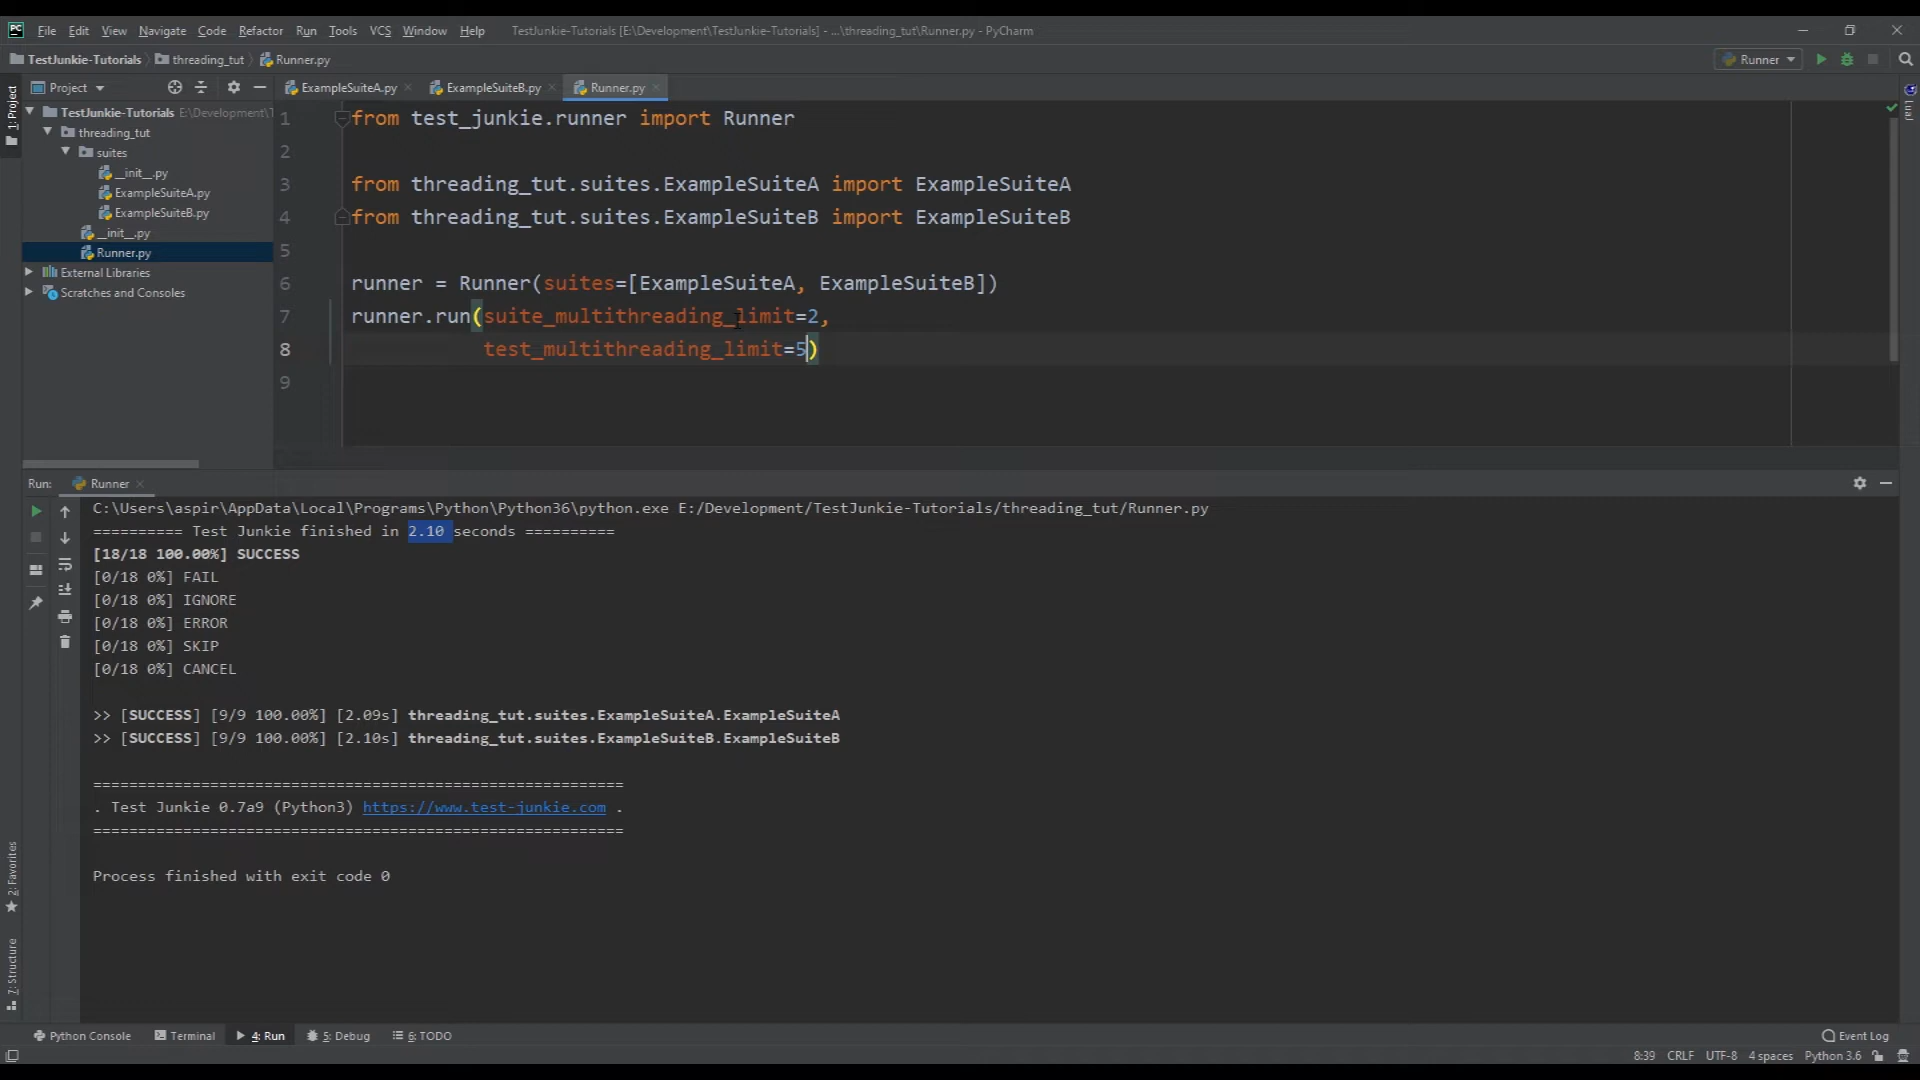 PC File Edit View Navigate Code Refactor Run Tools VCS Window Help TestJunkie-Tutorials [E:\Development\TestJunkie-Tutorials] - ...\threading_tut\Runner.py - PyCharm
TestJunkie-Tutorials threading_tut Runner.py Runner
Project ExampleSuiteA.py ExampleSuiteB.py Runner.py
1: Project
TestJunkie-Tutorials E:\Development\T
threading_tut
suites
__init__.py
ExampleSuiteA.py
ExampleSuiteB.py
__init__.py
Runner.py
External Libraries
Scratches and Consoles
1 from test_junkie.runner import Runner
2
3 from threading_tut.suites.ExampleSuiteA import ExampleSuiteA
4 from threading_tut.suites.ExampleSuiteB import ExampleSuiteB
5
6 runner = Runner(suites=[ExampleSuiteA, ExampleSuiteB])
7 runner.run(suite_multithreading_limit=2,
8 test_multithreading_limit=5)
9
Lua!
Run: Runner
C:\Users\aspir\AppData\Local\Programs\Python\Python36\python.exe E:/Development/TestJunkie-Tutorials/threading_tut/Runner.py
========== Test Junkie finished in 2.10 seconds ==========
[18/18 100.00%] SUCCESS
[0/18 0%] FAIL
[0/18 0%] IGNORE
[0/18 0%] ERROR
[0/18 0%] SKIP
[0/18 0%] CANCEL
>> [SUCCESS] [9/9 100.00%] [2.09s] threading_tut.suites.ExampleSuiteA.ExampleSuiteA
>> [SUCCESS] [9/9 100.00%] [2.10s] threading_tut.suites.ExampleSuiteB.ExampleSuiteB
===========================================================
. Test Junkie 0.7a9 (Python3) https://www.test-junkie.com .
===========================================================
Process finished with exit code 0
2: Favorites
7: Structure
Python Console Terminal 4: Run 5: Debug 6: TODO Event Log
8:39 CRLF UTF-8 4 spaces Python 3.6